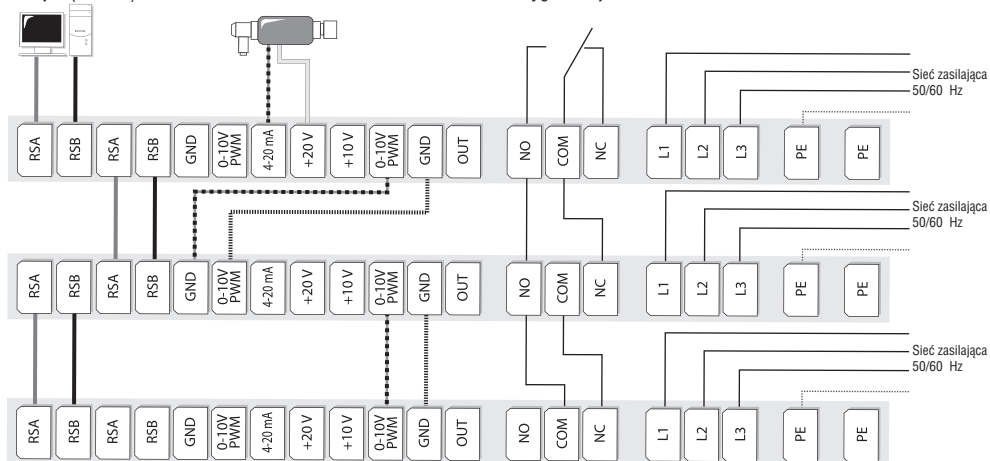 Sieć zasilająca
50/60 Hz
RSA RSB RSA RSB GND 0-10V PWM 4-20 mA +20 V +10 V 0-10V PWM GND OUT NO COM NC L1 L2 L3 PE PE
Sieć zasilająca
50/60 Hz
RSA RSB RSA RSB GND 0-10V PWM 4-20 mA +20 V +10 V 0-10V PWM GND OUT NO COM NC L1 L2 L3 PE PE
Sieć zasilająca
50/60 Hz
RSA RSB RSA RSB GND 0-10V PWM 4-20 mA +20 V +10 V 0-10V PWM GND OUT NO COM NC L1 L2 L3 PE PE